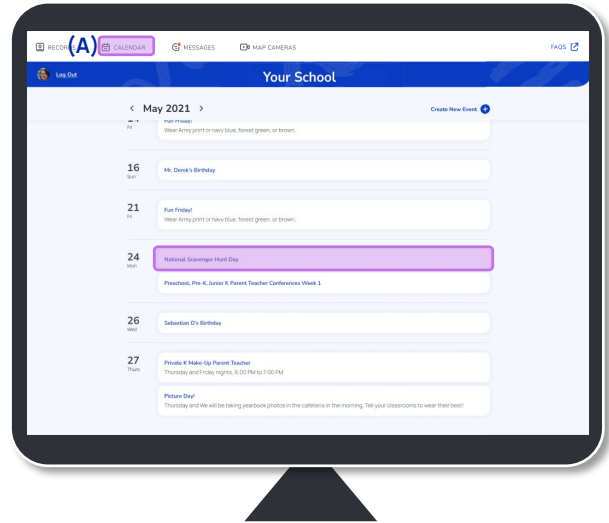 RECORDS (A) CALENDAR MESSAGES MAP CAMERAS FAQS
Log Out Your School
< May 2021 > Create New Event
14 Fun Friday!
Fri Wear Army print or navy blue, forest green, or brown.
16 Mr. Derek's Birthday
Sun
21 Fun Friday!
Fri Wear Army print or navy blue, forest green, or brown.
24 National Scavenger Hunt Day
Mon
Preschool, Pre-K, Junior K Parent Teacher Conferences Week 1
26 Sebastian O's Birthday
Wed
27 Private K Make-Up Parent Teacher
Thurs Thursday and Friday nights, 6:00 PM to 7:00 PM
Picture Day!
Thursday and We will be taking yearbook photos in the cafeteria in the morning. Tell your classrooms to wear their best!